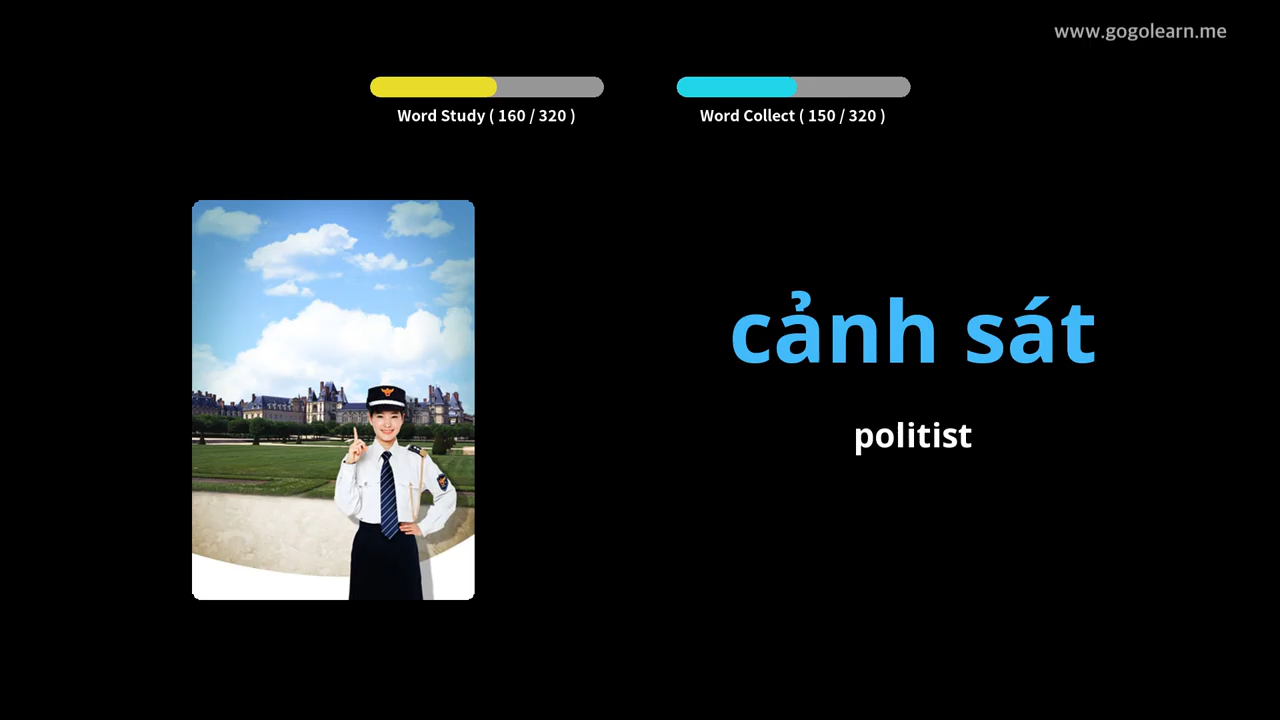 www.gogolearn.me
Word Study ( 160 / 320 )
Word Collect ( 150 / 320 )
cảnh sát
politist